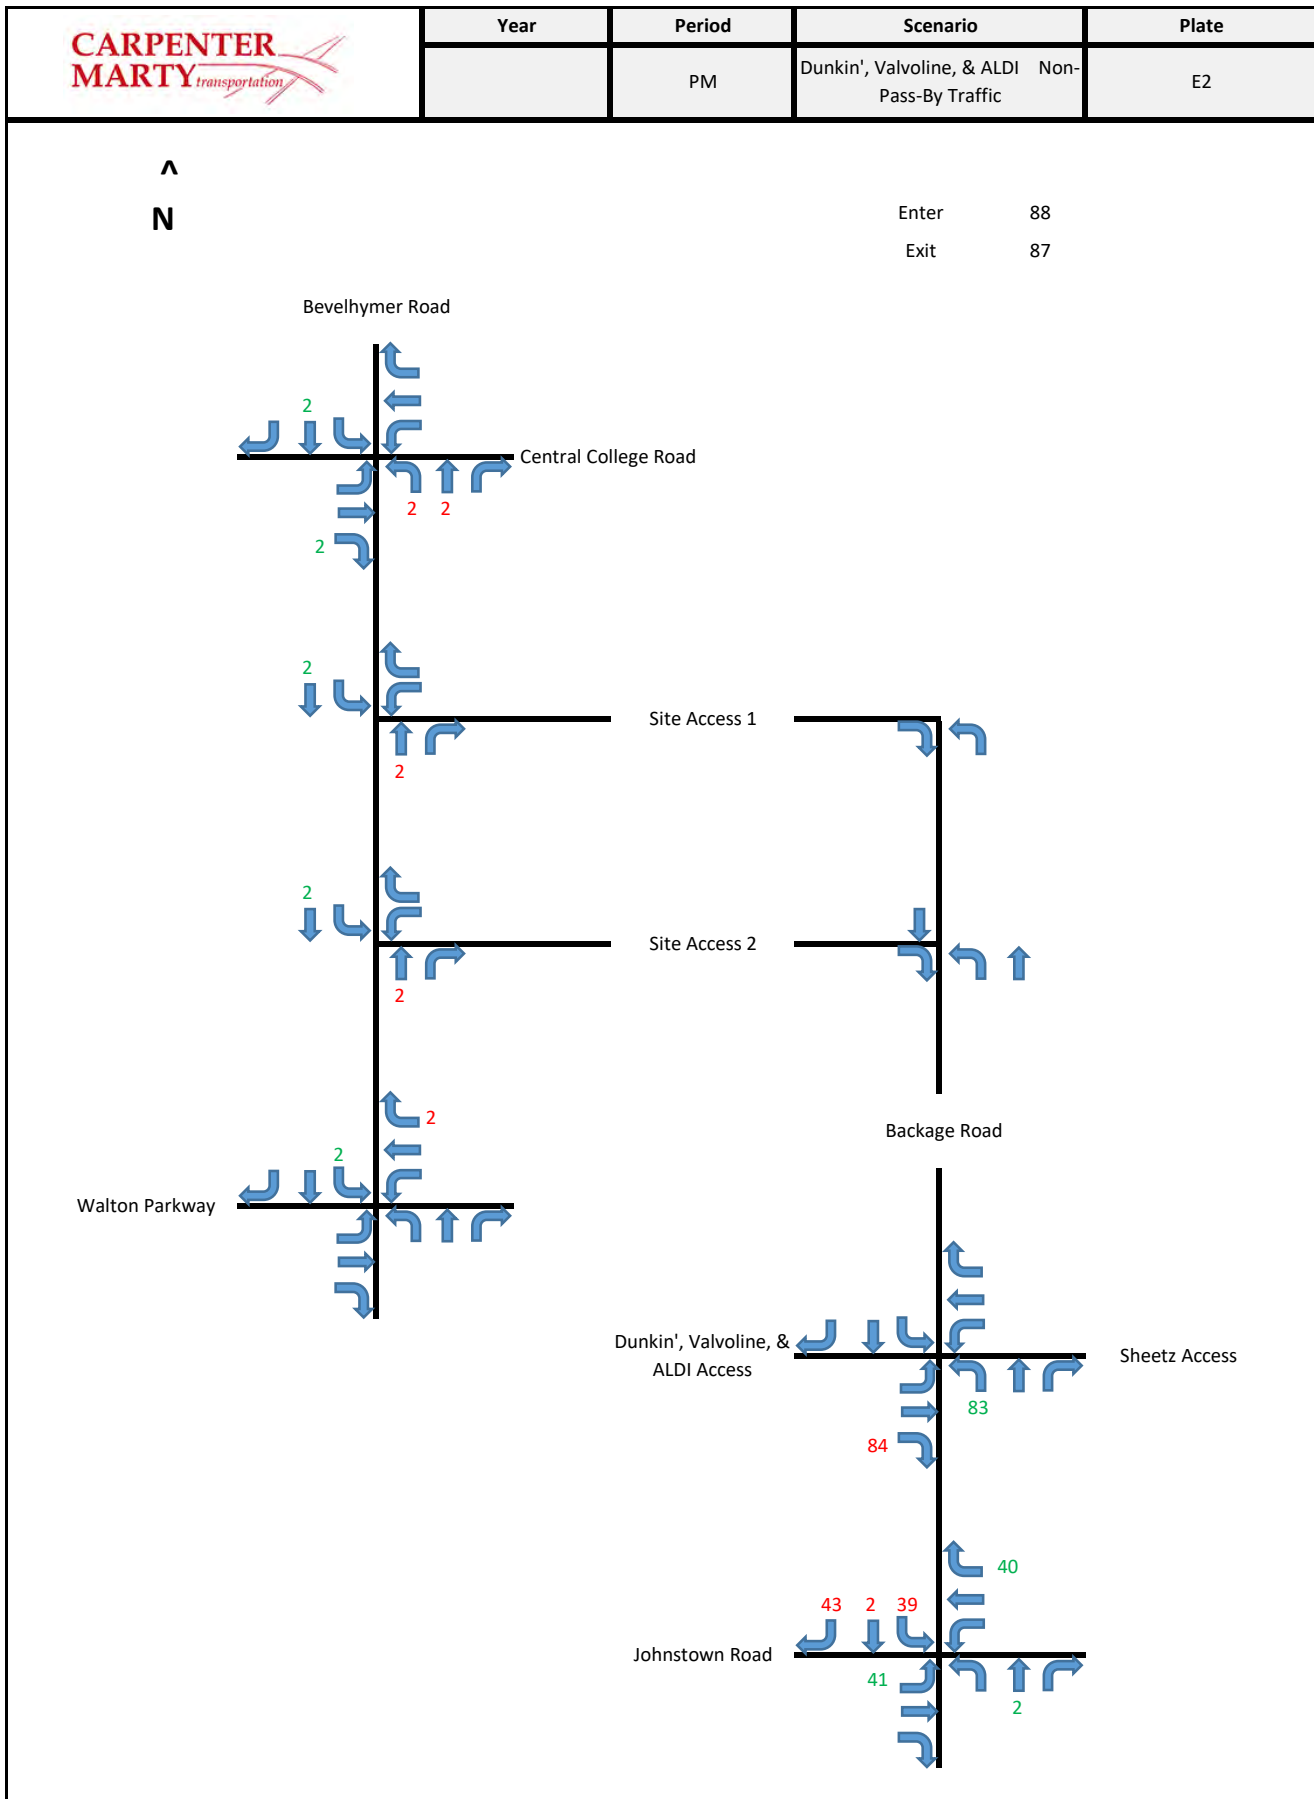 CARPENTER
MARTY transportation
Year Period Scenario Plate
PM Dunkin', Valvoline, & ALDI Non-
Pass-By Traffic E2
^
N
Enter 88
Exit 87
Bevelhymer Road
2
Central College Road
2 2
2
2
Site Access 1
2
2
Site Access 2
2
2
Backage Road
2
Walton Parkway
Dunkin', Valvoline, &
ALDI Access
Sheetz Access
83
84
40
43 2 39
Johnstown Road
41
2